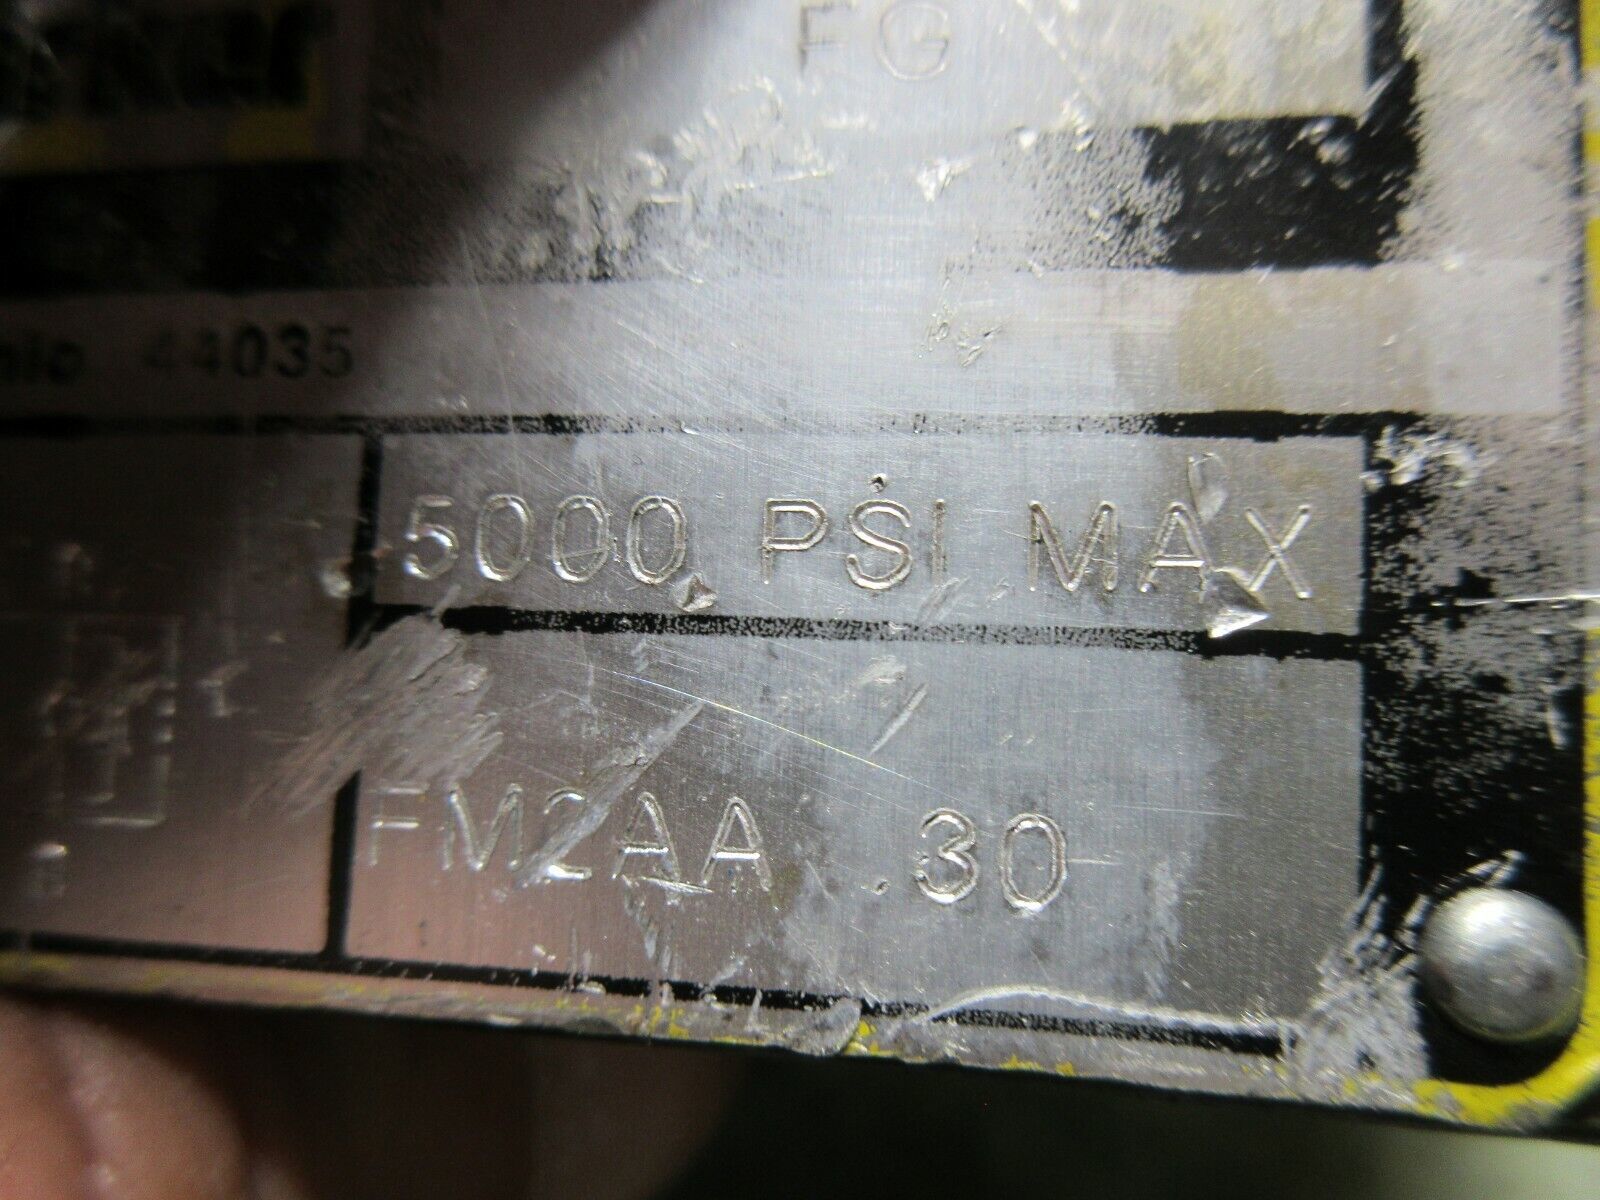 FG
44035
5000 PSI MAX
FM2AA .30